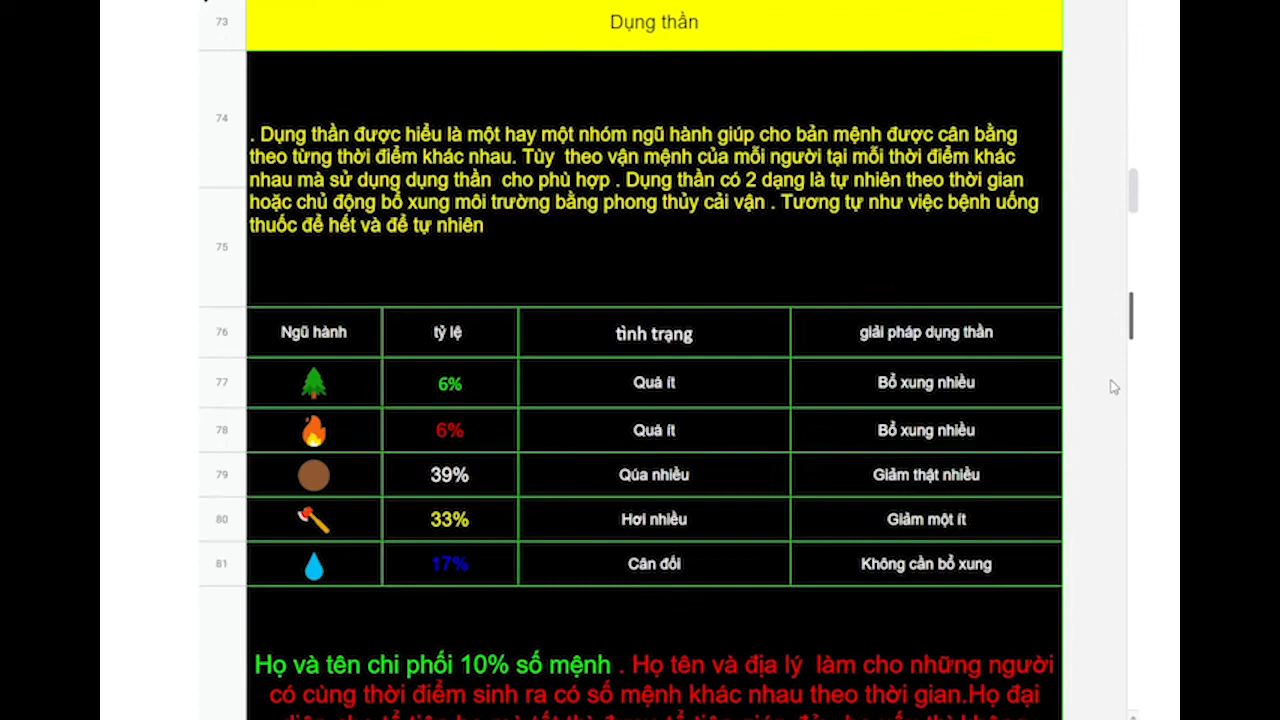 73
Dụng thần
74
. Dụng thần được hiểu là một hay một nhóm ngũ hành giúp cho bản mệnh được cân bằng
theo từng thời điểm khác nhau. Tùy theo vận mệnh của mỗi người tại mỗi thời điểm khác
nhau mà sử dụng dụng thần cho phù hợp . Dụng thần có 2 dạng là tự nhiên theo thời gian
hoặc chủ động bổ xung môi trường bằng phong thủy cải vận . Tương tự như việc bệnh uống
thuốc để hết và để tự nhiên
75
76 Ngũ hành tỷ lệ tình trạng giải pháp dụng thần
77 6% Quá ít Bổ xung nhiều
78 6% Quá ít Bổ xung nhiều
79 39% Qúa nhiều Giảm thật nhiều
80 33% Hơi nhiều Giảm một ít
81 17% Cân đối Không cần bổ xung
Họ và tên chi phối 10% số mệnh . Họ tên và địa lý làm cho những người
có cùng thời điểm sinh ra có số mệnh khác nhau theo thời gian.Họ đại